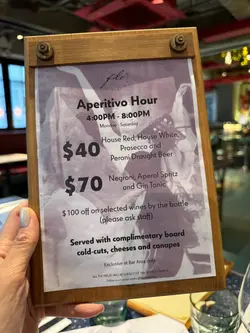 Aperitivo Hour
4:00PM - 8:00PM
Monday - Saturday
$40
House Red, House White,
Prosecco and
Peroni Draught Beer
$70
Negroni, Aperol Spritz
and Gin Tonic
$100 off on selected wines by the bottle
(please ask staff)
Served with complimentary board
cold-cuts, cheeses and canapes
Exclusive at Bar Area only